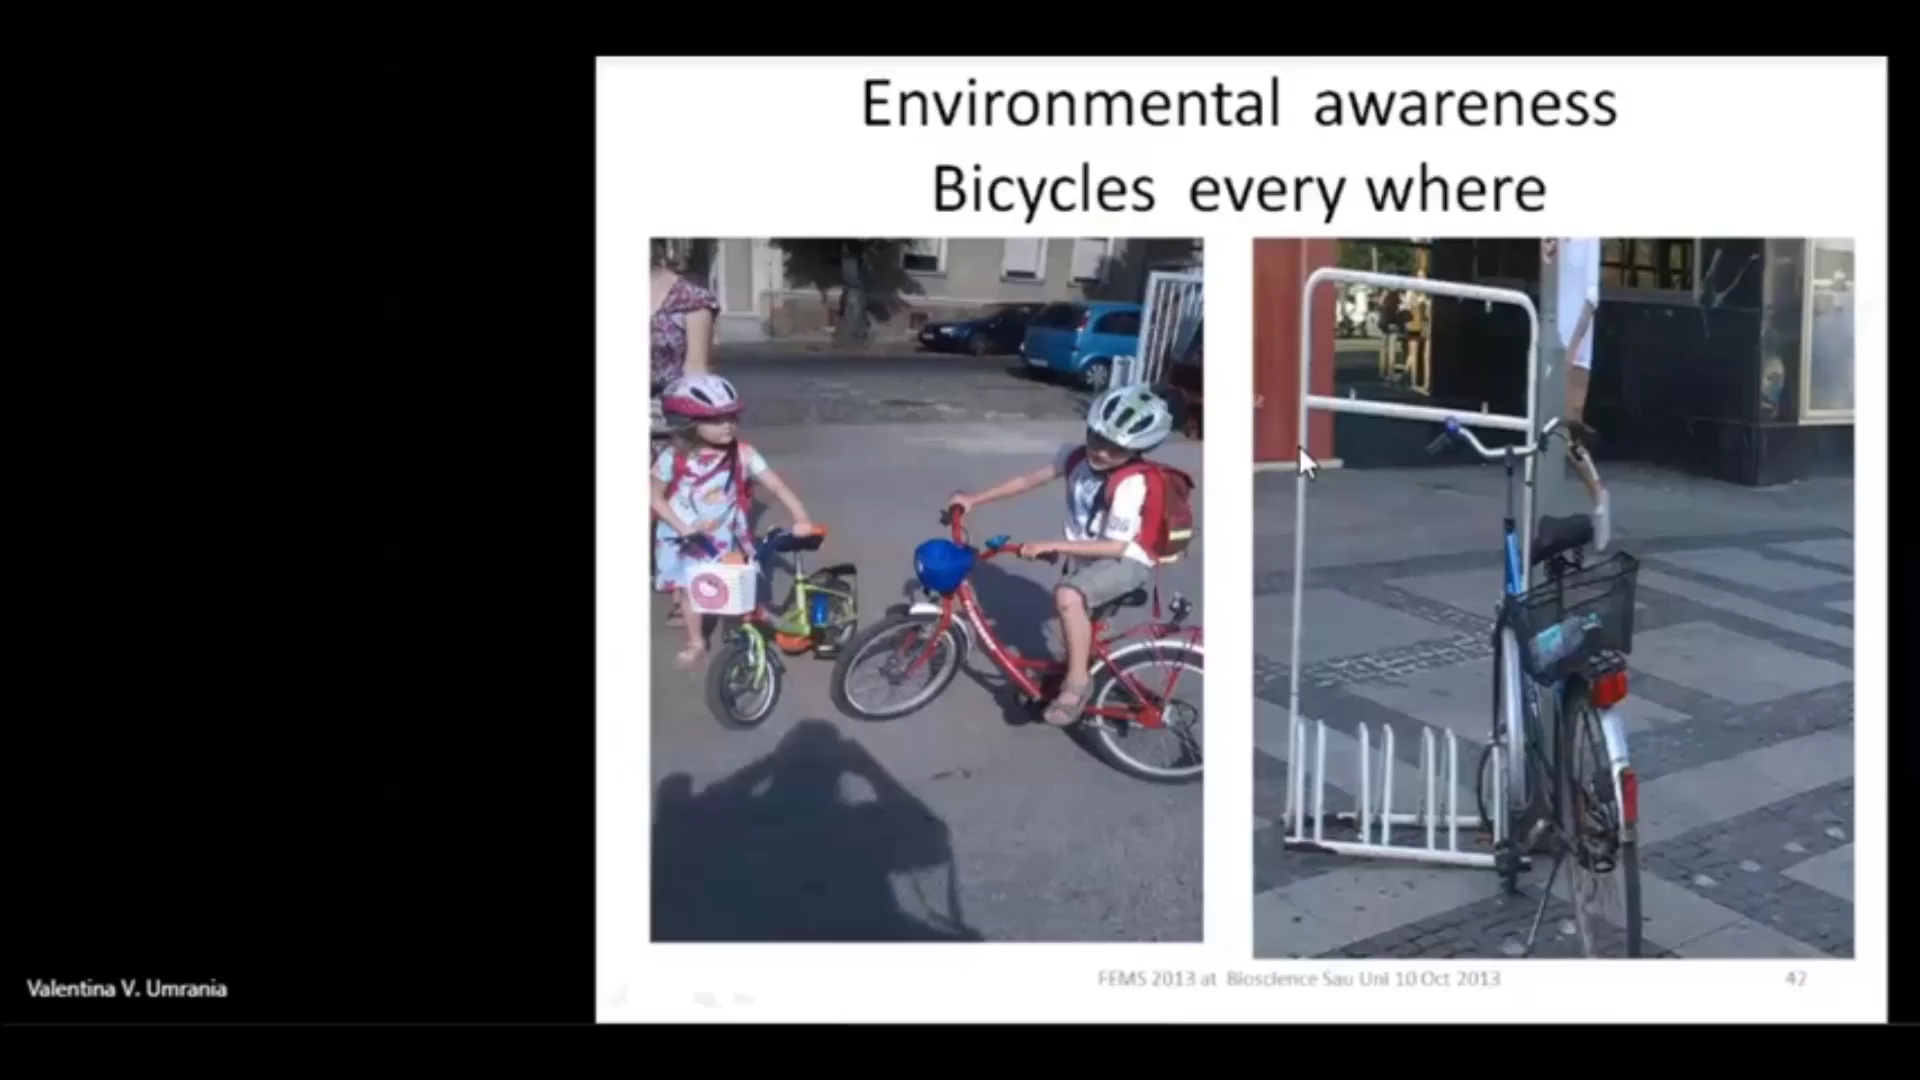 Environmental awareness
Bicycles every where
FEMS 2013 at Bioscience Sau Uni 10 Oct 2013
42
Valentina V. Umrania